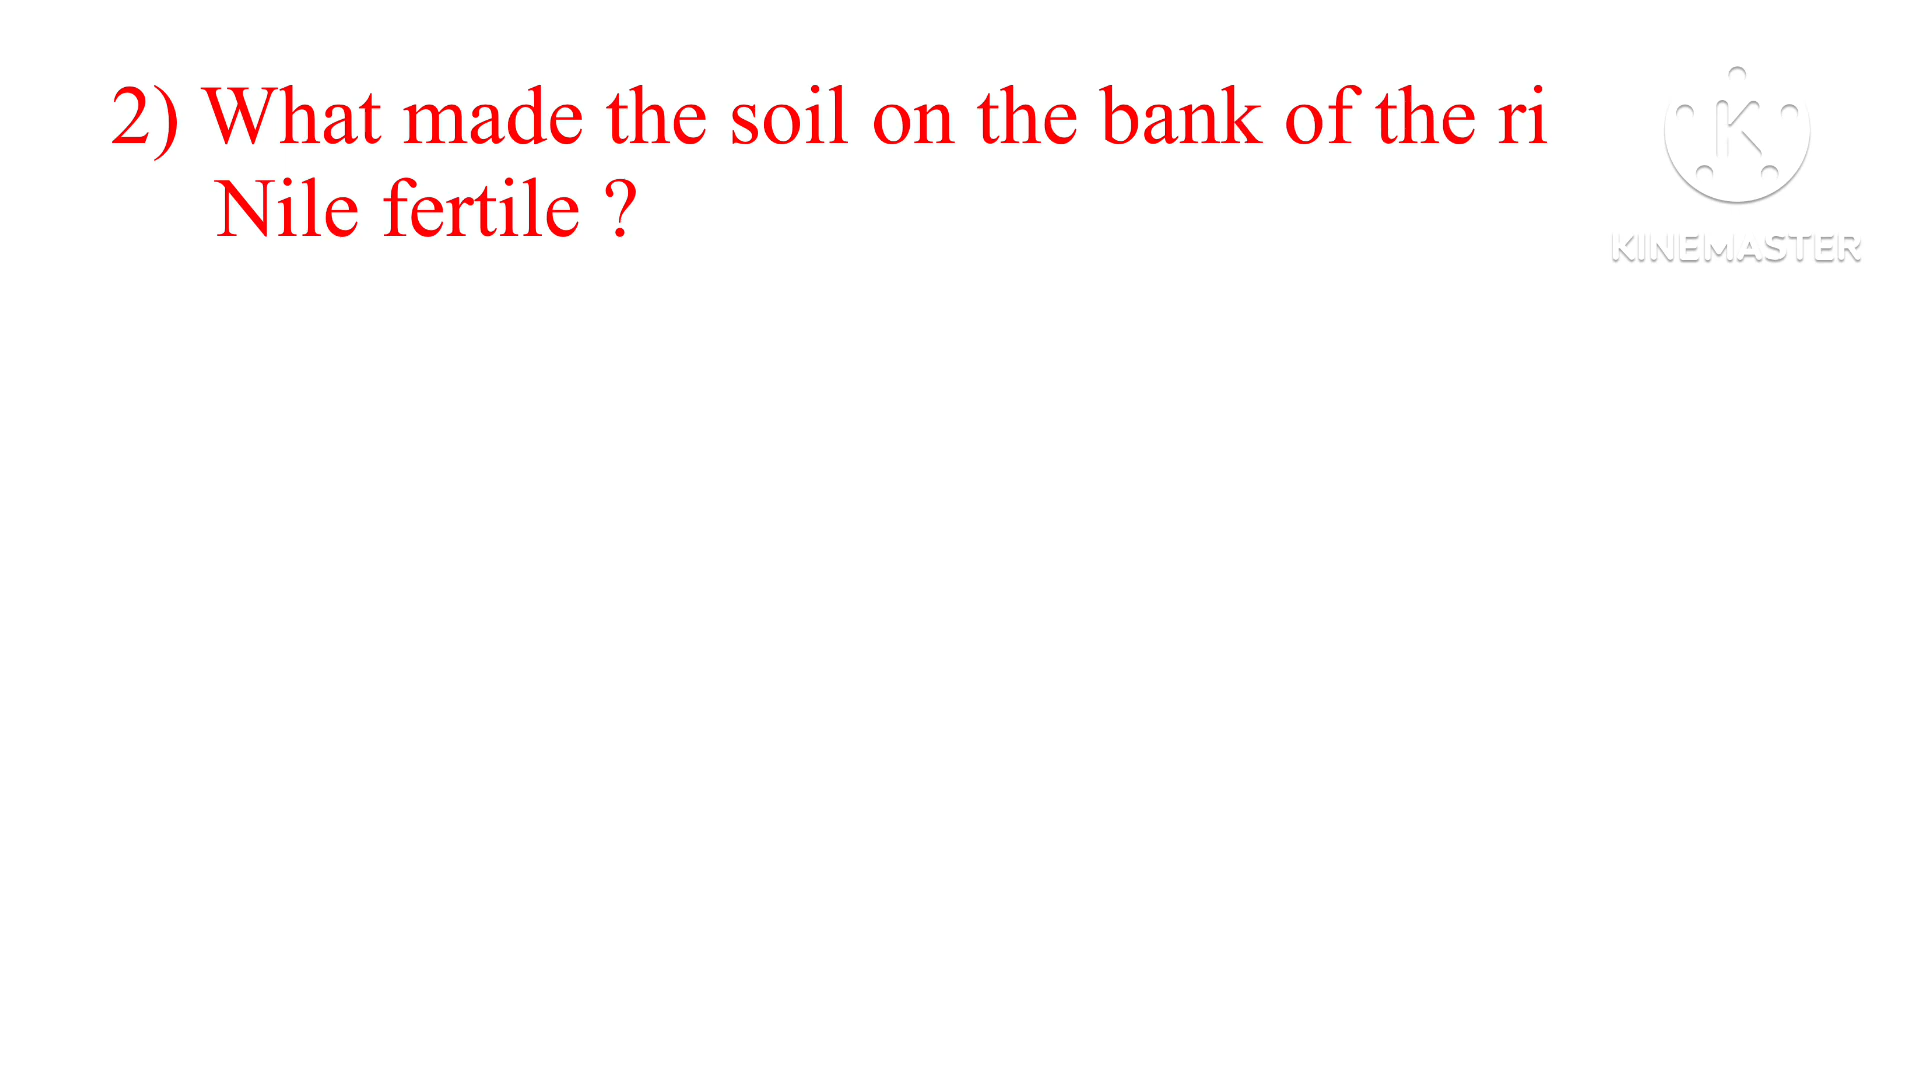 2) What made the soil on the bank of the ri
Nile fertile ?
KINEMASTER